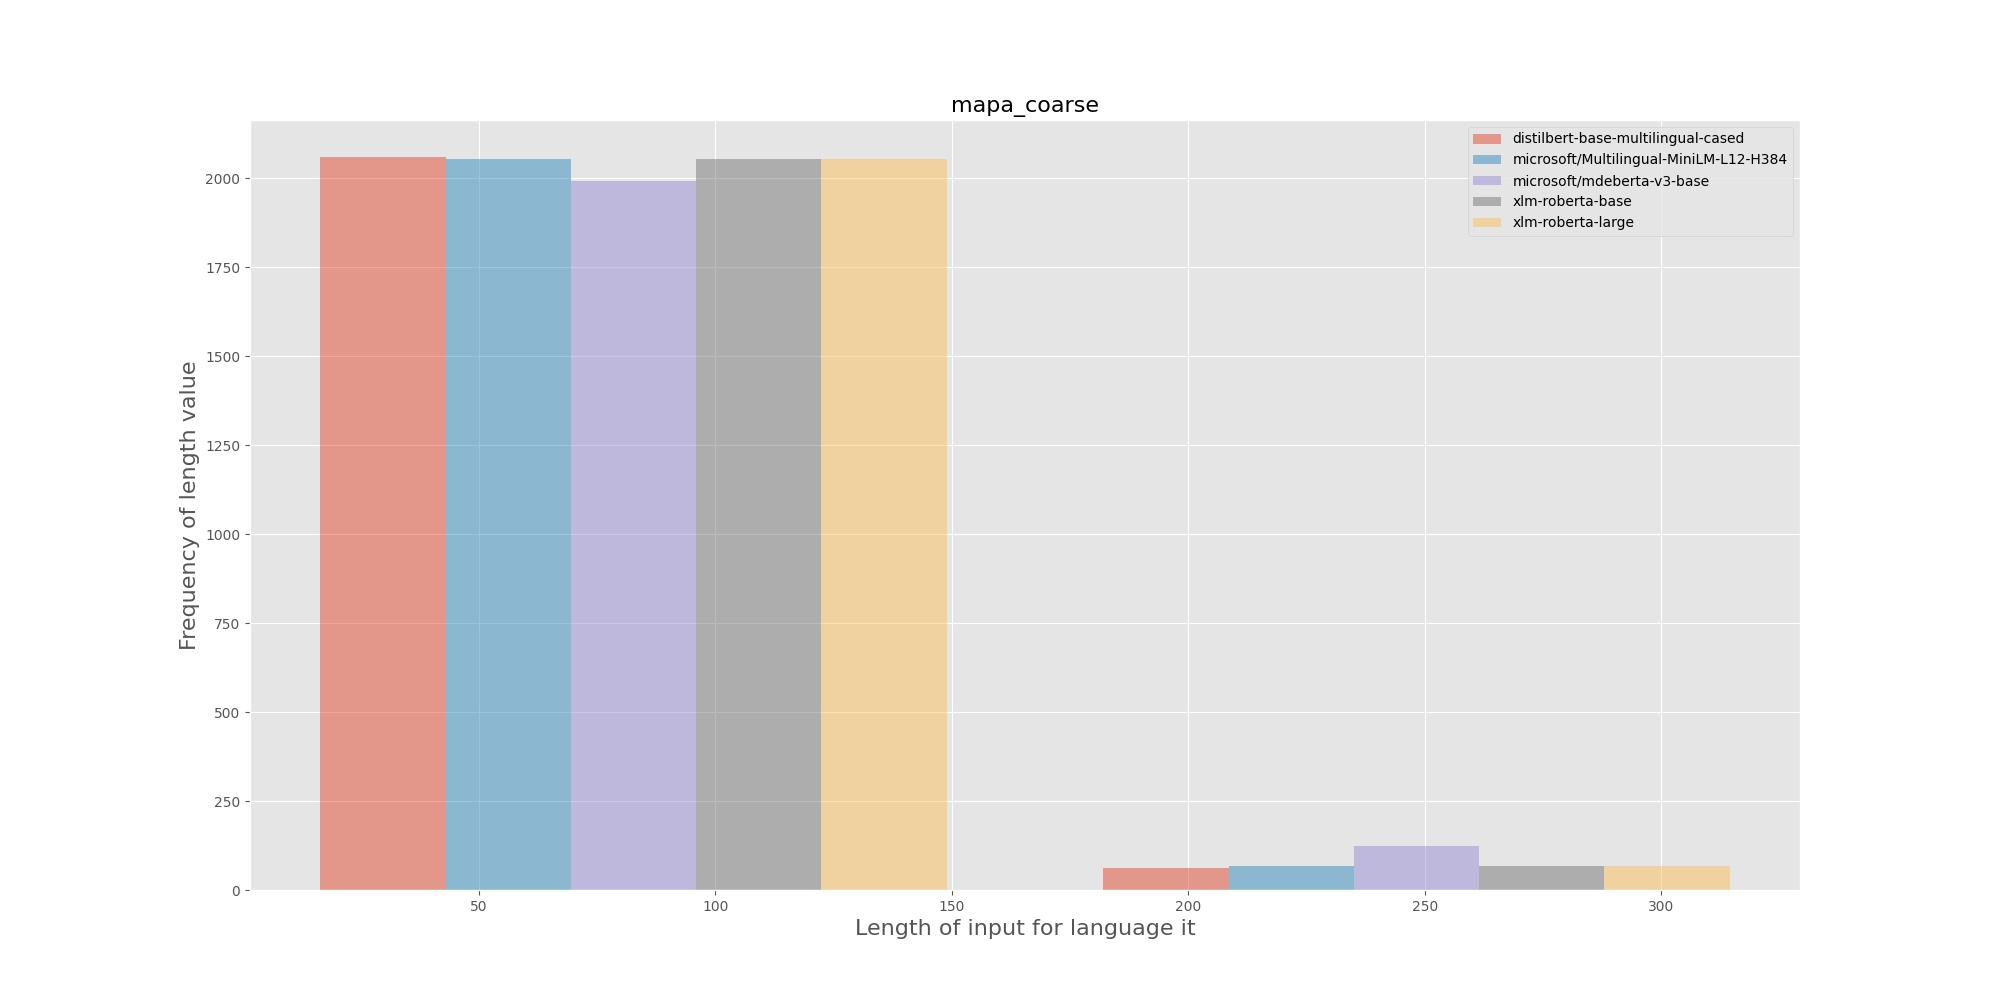 mapa_coarse
distilbert-base-multilingual-cased
microsoft/Multilingual-MiniLM-L12-H384
microsoft/mdeberta-v3-base
xlm-roberta-base
xlm-roberta-large
Frequency of length value
2000
1750
1500
1250
1000
750
500
250
0
50 100 150 200 250 300
Length of input for language it